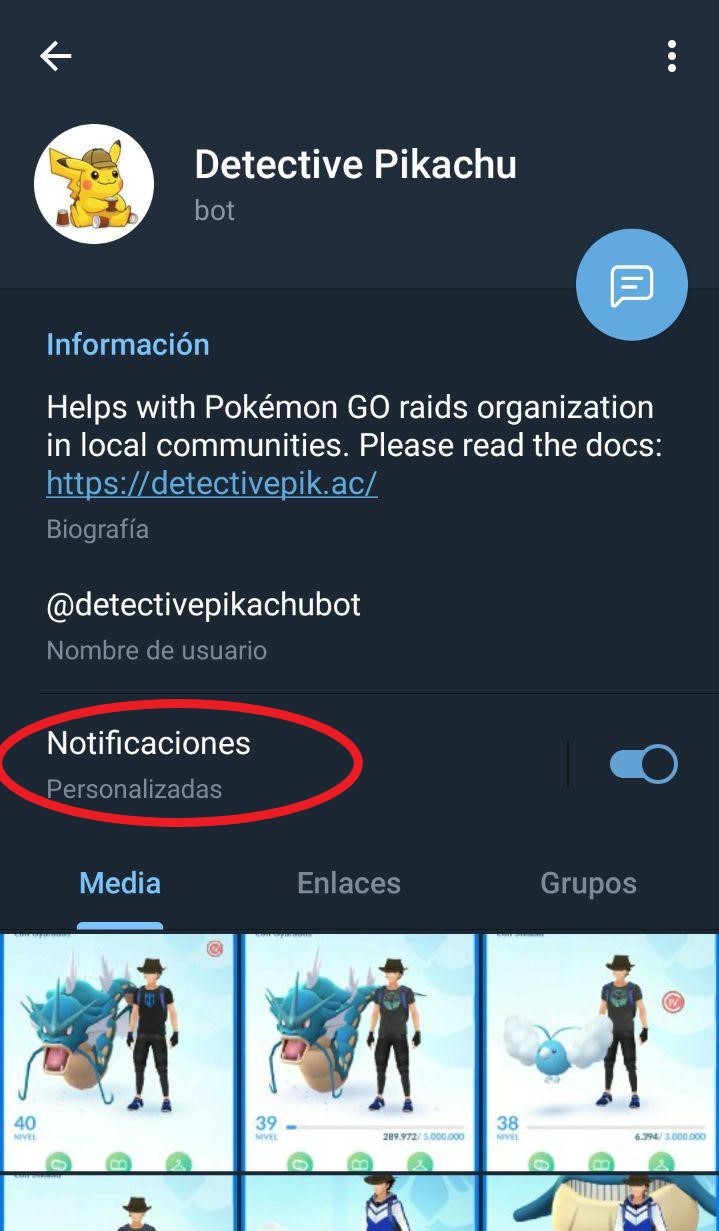 Detective Pikachu
bot
Información
Helps with Pokémon GO raids organization
in local communities. Please read the docs:
https://detectivepik.ac/
Biografía
@detectivepikachubot
Nombre de usuario
Notificaciones
Personalizadas
Media Enlaces Grupos
40
NIVEL
39
NIVEL
289.972/ 5.000.000
38
NIVEL
6.394/ 3.000.000